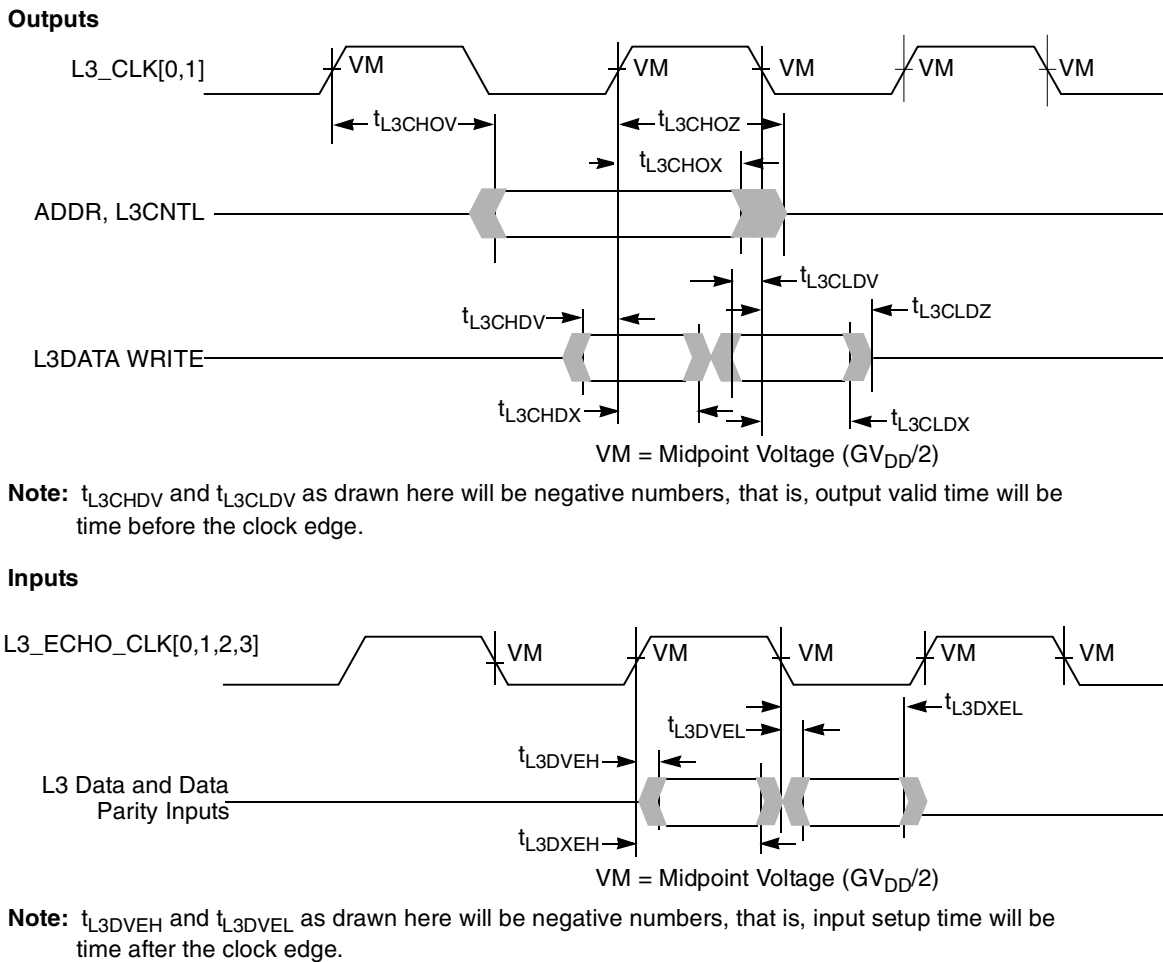 Outputs
L3_CLK[0,1]
VM
VM
VM
VM
VM
tL3CHOV
tL3CHOZ
tL3CHOX
ADDR, L3CNTL
tL3CLDV
tL3CHDV
tL3CLDZ
L3DATA WRITE
tL3CHDX
tL3CLDX
VM = Midpoint Voltage (GVDD/2)
Note: tL3CHDV and tL3CLDV as drawn here will be negative numbers, that is, output valid time will be
time before the clock edge.
Inputs
L3_ECHO_CLK[0,1,2,3]
VM
VM
VM
VM
VM
tL3DXEL
tL3DVEL
tL3DVEH
L3 Data and Data
Parity Inputs
tL3DXEH
VM = Midpoint Voltage (GVDD/2)
Note: tL3DVEH and tL3DVEL as drawn here will be negative numbers, that is, input setup time will be
time after the clock edge.